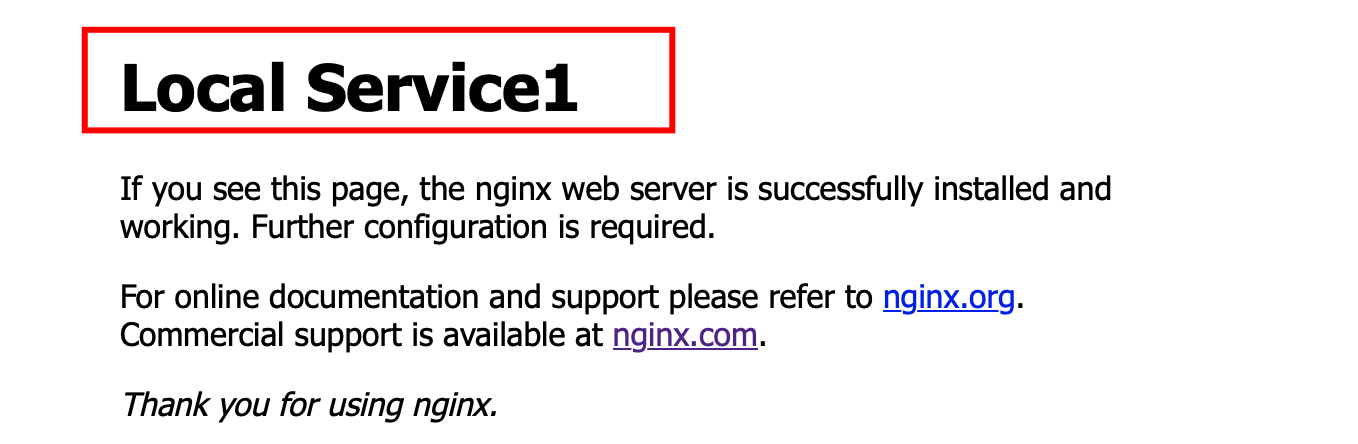 Local Service1
If you see this page, the nginx web server is successfully installed and
working. Further configuration is required.
For online documentation and support please refer to nginx.org.
Commercial support is available at nginx.com.
Thank you for using nginx.